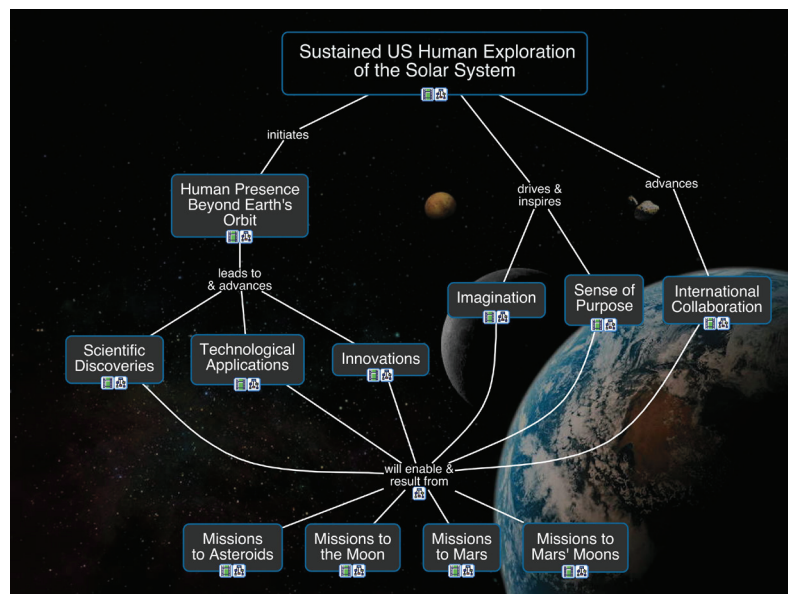 Sustained US Human Exploration
of the Solar System
initiates
drives &
inspires
advances
Human Presence
Beyond Earth's
Orbit
leads to
& advances
Imagination
Sense of
Purpose
International
Collaboration
Scientific
Discoveries
Technological
Applications
Innovations
will enable &
result from
Missions
to Asteroids
Missions to
the Moon
Missions
to Mars
Missions to
Mars' Moons